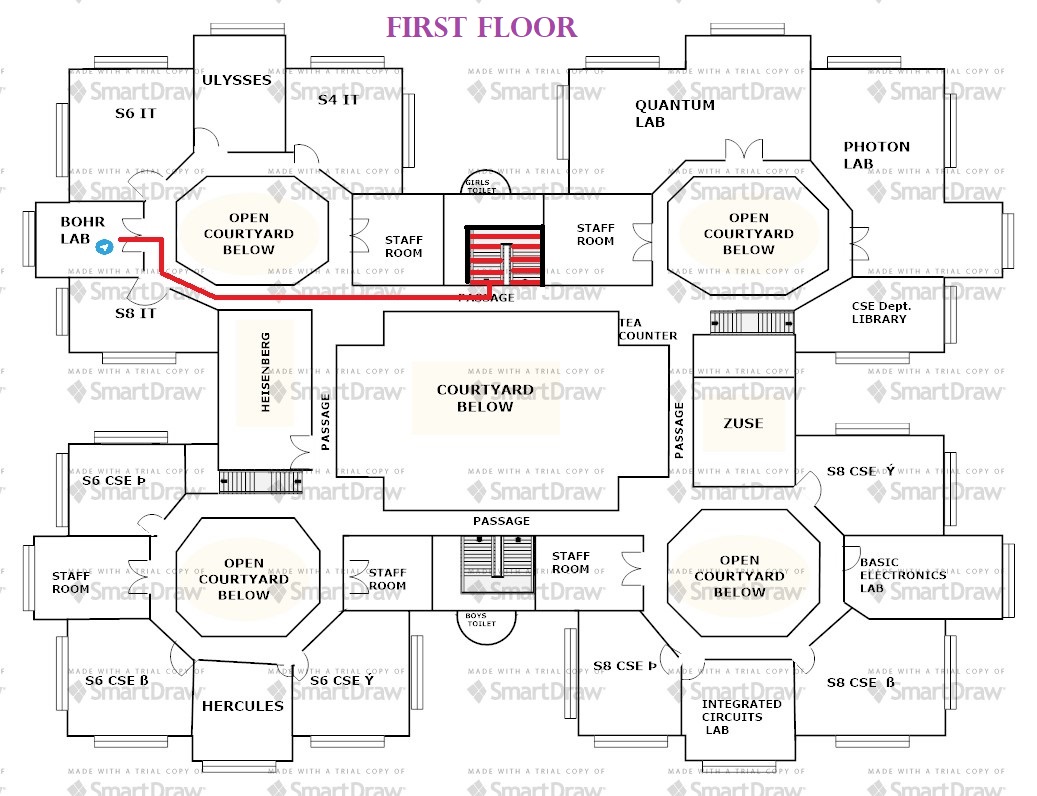 FIRST FLOOR
ULYSSES
S6 IT
S4 IT
QUANTUM
LAB
PHOTON
LAB
GIRLS
TOILET
BOHR
LAB
OPEN
COURTYARD
BELOW
STAFF
ROOM
STAFF
ROOM
OPEN
COURTYARD
BELOW
S8 IT
PASSAGE
CSE Dept.
LIBRARY
TEA
COUNTER
HEISENBERG
PASSAGE
COURTYARD
BELOW
PASSAGE
ZUSE
S6 CSE Þ
S8 CSE Ý
PASSAGE
STAFF
ROOM
OPEN
COURTYARD
BELOW
STAFF
ROOM
STAFF
ROOM
OPEN
COURTYARD
BELOW
BASIC
ELECTRONICS
LAB
BOYS
TOILET
S6 CSE ß
S6 CSE Ý
S8 CSE Þ
S8 CSE ß
HERCULES
INTEGRATED
CIRCUITS
LAB
MADE WITH A TRIAL COPY OF
SmartDraw